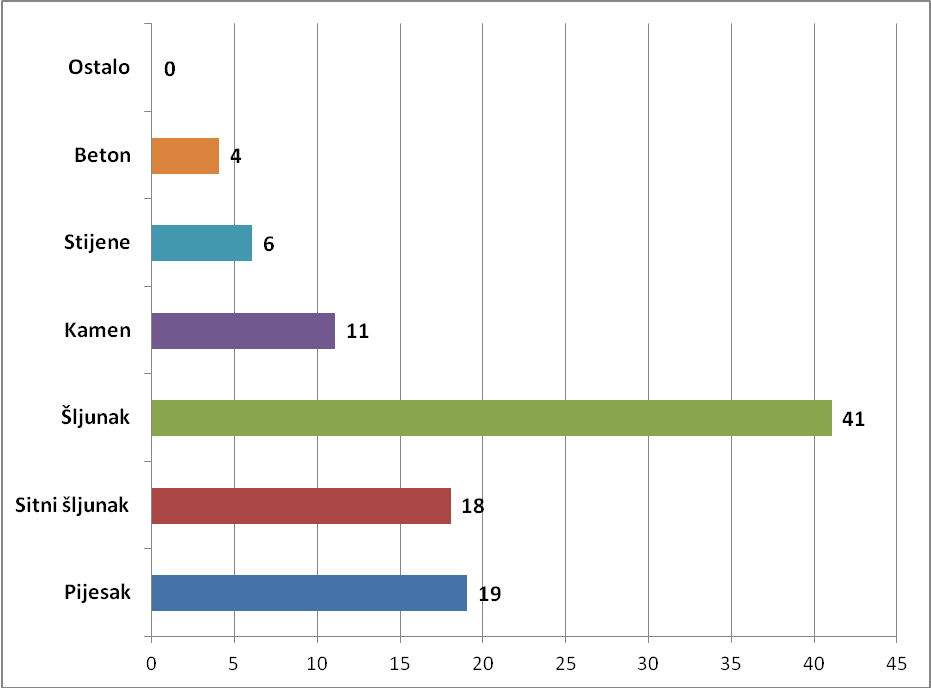 Ostalo 0
Beton 4
Stijene 6
Kamen 11
Šljunak 41
Sitni šljunak 18
Pijesak 19
0 5 10 15 20 25 30 35 40 45